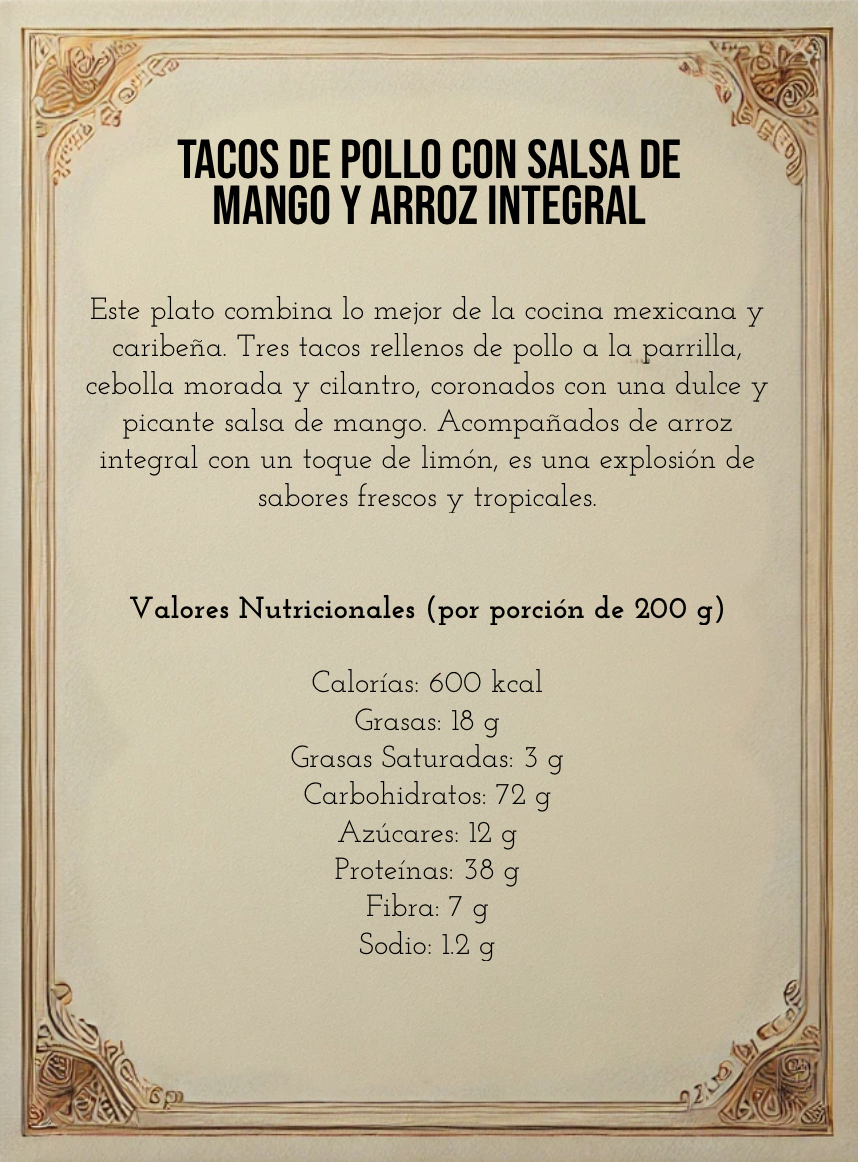 TACOS DE POLLO CON SALSA DE
MANGO Y ARROZ INTEGRAL
Este plato combina lo mejor de la cocina mexicana y
caribeña. Tres tacos rellenos de pollo a la parrilla,
cebolla morada y cilantro, coronados con una dulce y
picante salsa de mango. Acompañados de arroz
integral con un toque de limón, es una explosión de
sabores frescos y tropicales.
Valores Nutricionales (por porción de 200 g)
Calorías: 600 kcal
Grasas: 18 g
Grasas Saturadas: 3 g
Carbohidratos: 72 g
Azúcares: 12 g
Proteínas: 38 g
Fibra: 7 g
Sodio: 1.2 g